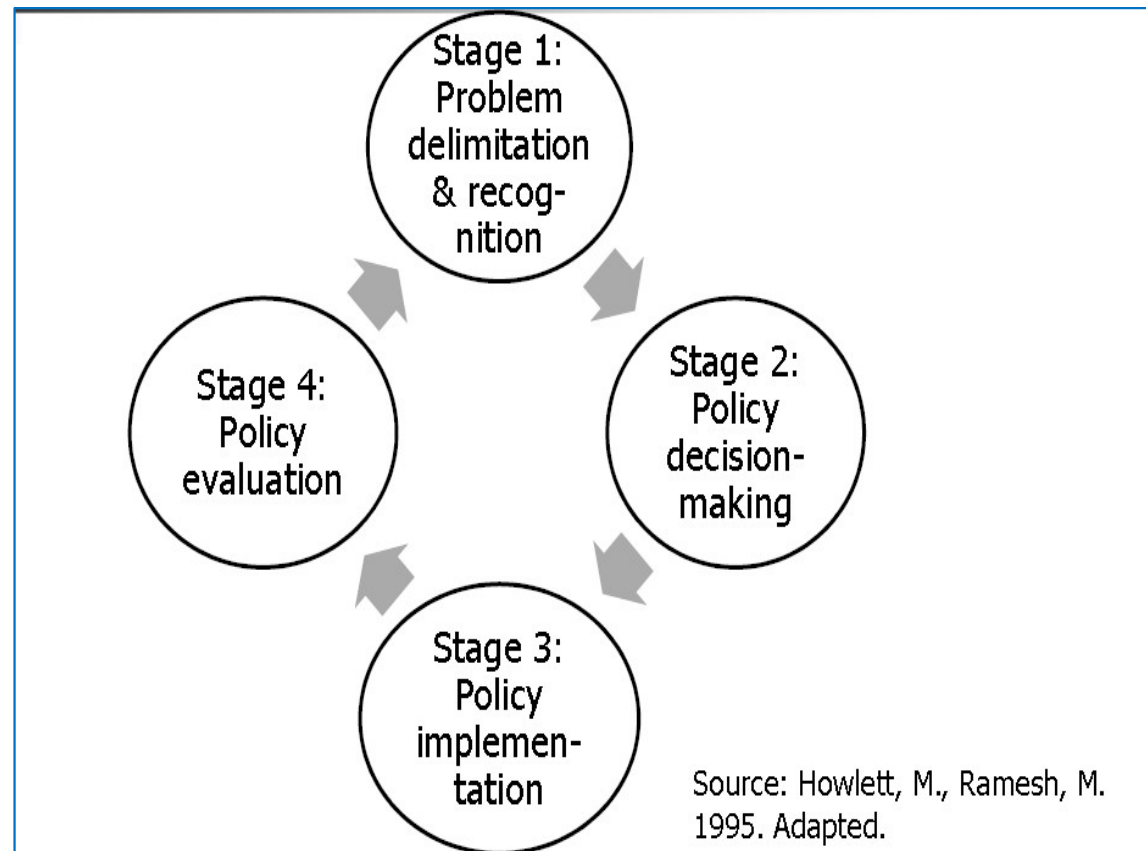 Stage 1:
Problem
delimitation
& recog-
nition
Stage 2:
Policy
decision-
making
Stage 3:
Policy
implemen-
tation
Stage 4:
Policy
evaluation
Source: Howlett, M., Ramesh, M.
1995. Adapted.